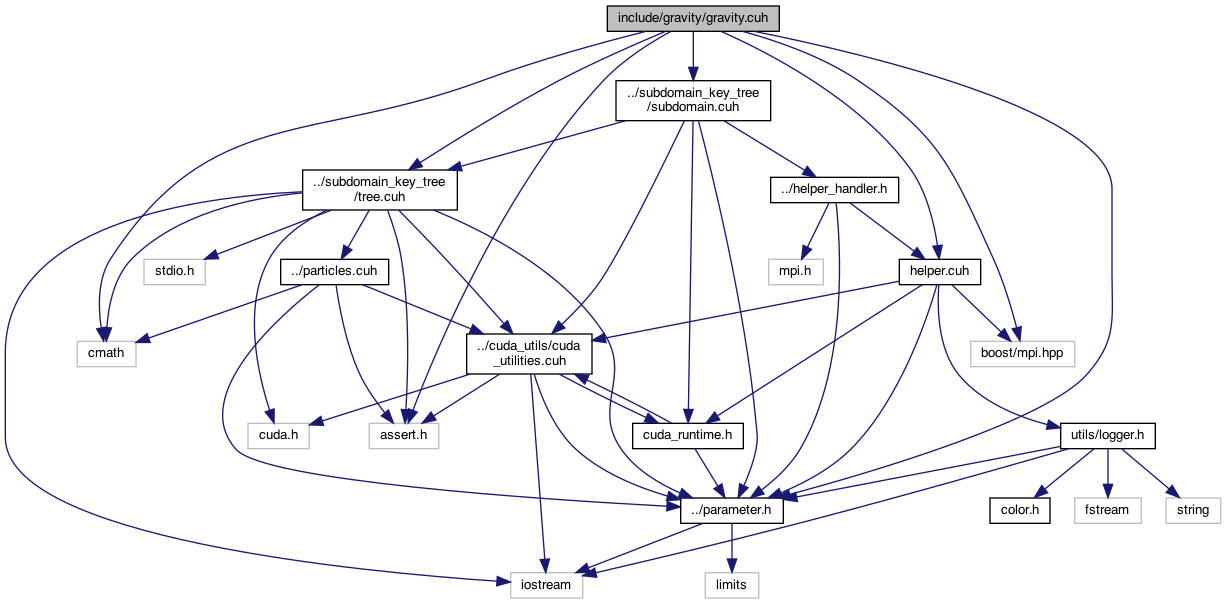 include/gravity/gravity.cuh
../subdomain_key_tree
/subdomain.cuh
../subdomain_key_tree
/tree.cuh
../helper_handler.h
stdio.h
../particles.cuh
mpi.h
helper.cuh
cmath
../cuda_utils/cuda
_utilities.cuh
boost/mpi.hpp
cuda.h
assert.h
cuda_runtime.h
utils/logger.h
../parameter.h
color.h
fstream
string
iostream
limits